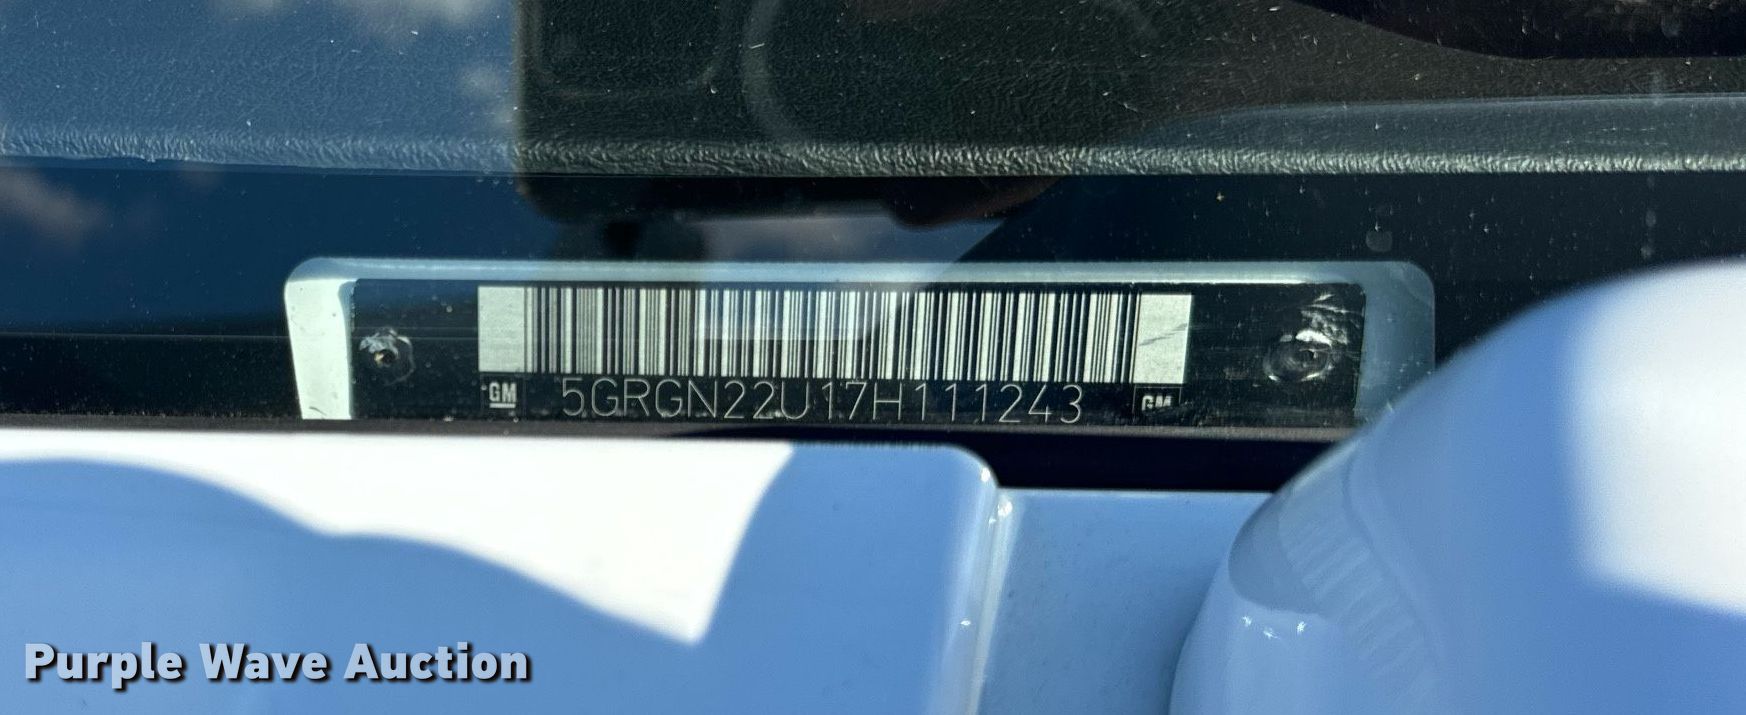 GM 5GRGN22U17H111243 GM
Purple Wave Auction